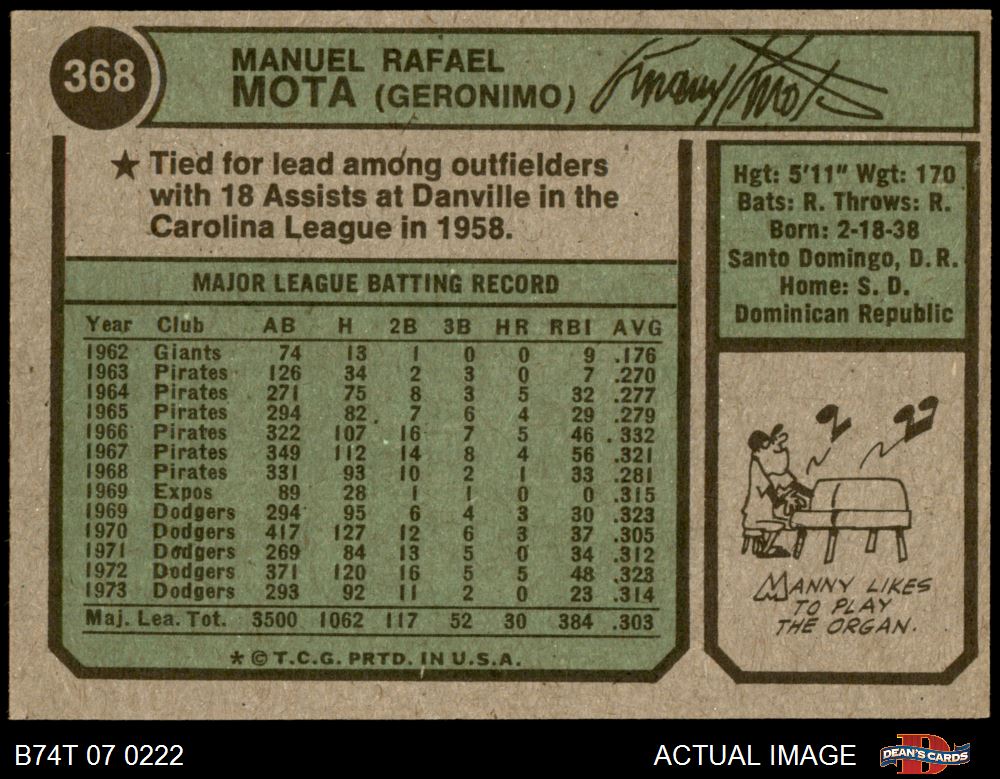 368
MANUEL RAFAEL
MOTA (GERONIMO)
Manny Mota
★ Tied for lead among outfielders
with 18 Assists at Danville in the
Carolina League in 1958.
Hgt: 5'11" Wgt: 170
Bats: R. Throws: R.
Born: 2-18-38
Santo Domingo, D.R.
Home: S. D.
Dominican Republic
MAJOR LEAGUE BATTING RECORD
Year Club AB H 2B 3B HR RBI AVG
1962 Giants 74 13 1 0 0 9 .176
1963 Pirates 126 34 2 3 0 7 .270
1964 Pirates 271 75 8 3 5 32 .277
1965 Pirates 294 82 7 6 4 29 .279
1966 Pirates 322 107 16 7 5 46 .332
1967 Pirates 349 112 14 8 4 56 .321
1968 Pirates 331 93 10 2 1 33 .281
1969 Expos 89 28 1 1 0 0 .315
1969 Dodgers 294 95 6 4 3 30 .323
1970 Dodgers 417 127 12 6 3 37 .305
1971 Dodgers 269 84 13 5 0 34 .312
1972 Dodgers 371 120 16 5 5 48 .323
1973 Dodgers 293 92 11 2 0 23 .314
Maj. Lea. Tot. 3500 1062 117 52 30 384 .303
* © T.C.G. PRTD. IN U.S.A.
MANNY LIKES
TO PLAY
THE ORGAN.
B74T 07 0222
ACTUAL IMAGE
DEAN'S CARDS